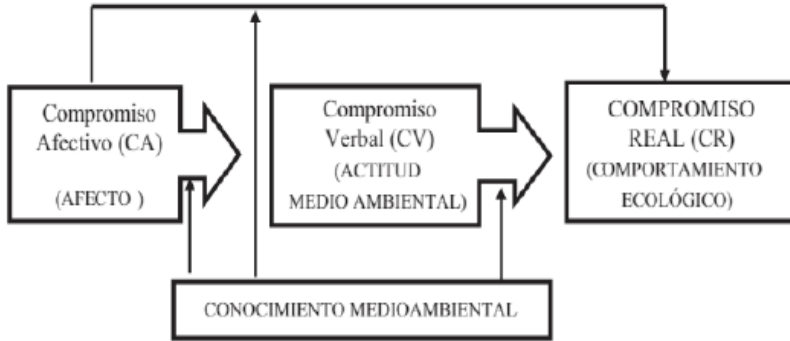 Compromiso
Afectivo (CA)
(AFECTO )
Compromiso
Verbal (CV)
(ACTITUD
MEDIO AMBIENTAL)
COMPROMISO
REAL (CR)
(COMPORTAMIENTO
ECOLÓGICO)
CONOCIMIENTO MEDIOAMBIENTAL